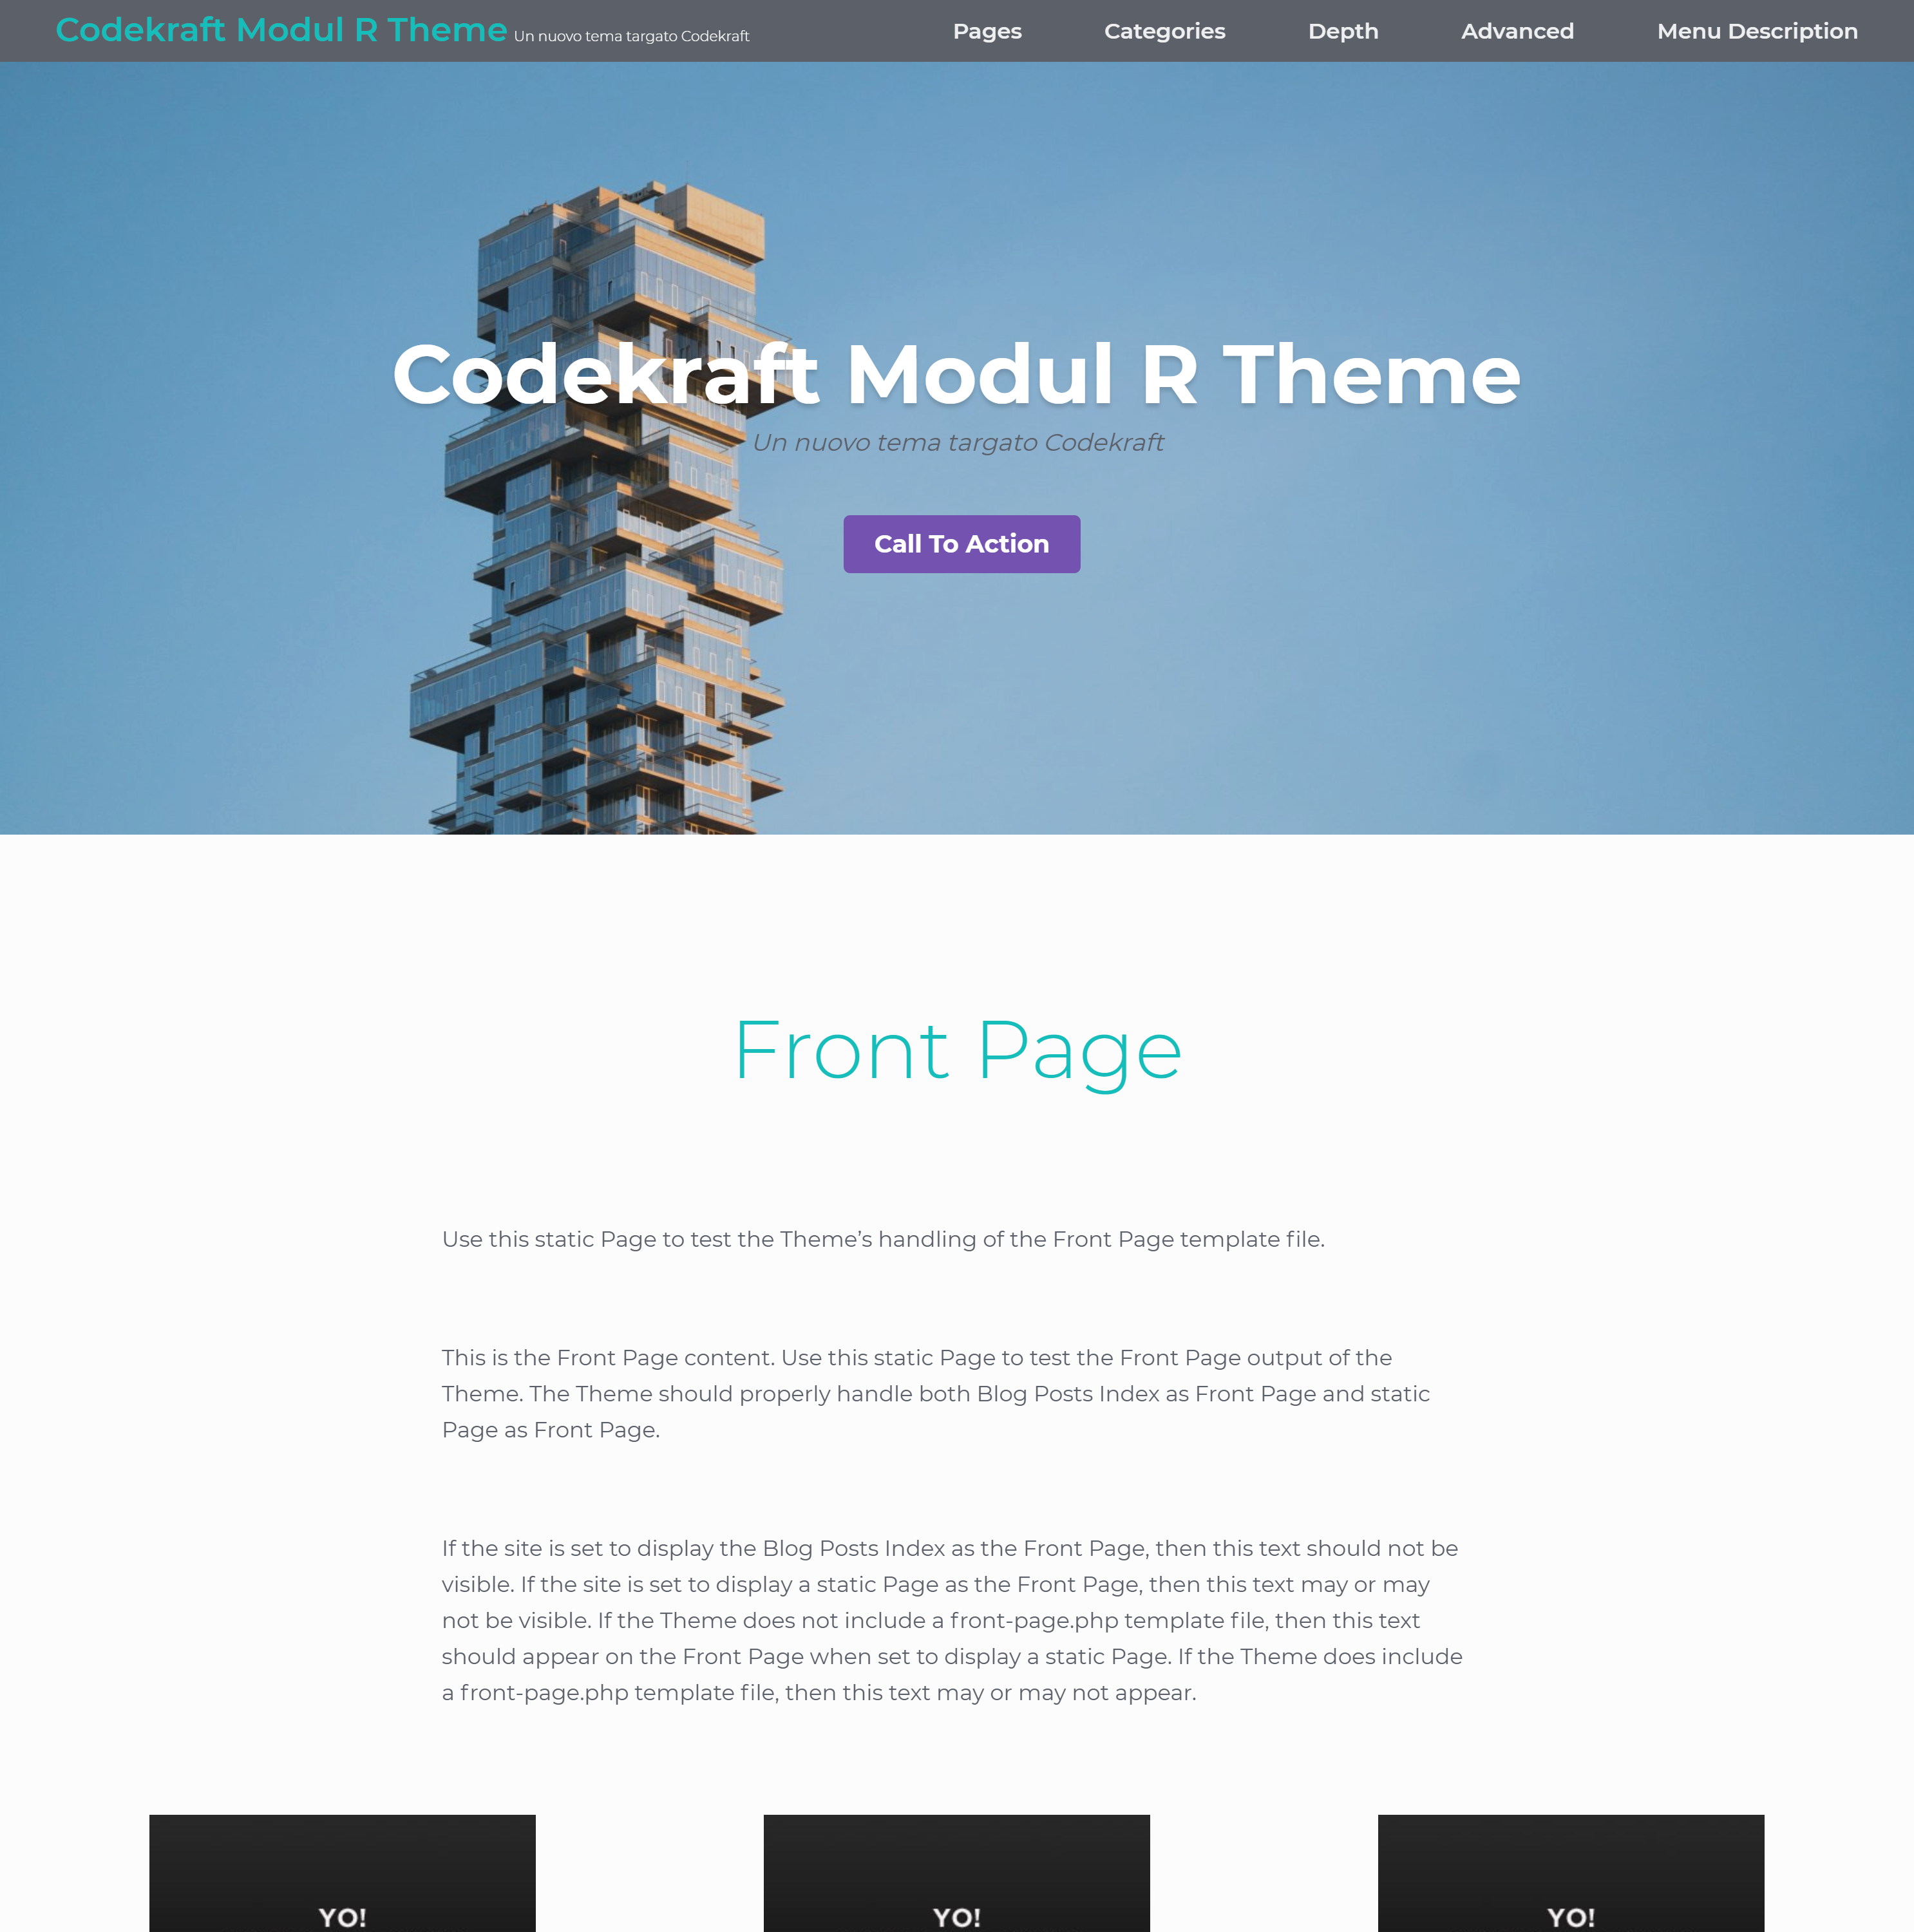 Codekraft Modul R Theme Un nuovo tema targato Codekraft
Pages Categories Depth Advanced Menu Description
Codekraft Modul R Theme
Un nuovo tema targato Codekraft
Call To Action
Front Page
Use this static Page to test the Theme’s handling of the Front Page template file.
This is the Front Page content. Use this static Page to test the Front Page output of the
Theme. The Theme should properly handle both Blog Posts Index as Front Page and static
Page as Front Page.
If the site is set to display the Blog Posts Index as the Front Page, then this text should not be
visible. If the site is set to display a static Page as the Front Page, then this text may or may
not be visible. If the Theme does not include a front-page.php template file, then this text
should appear on the Front Page when set to display a static Page. If the Theme does include
a front-page.php template file, then this text may or may not appear.
YO!
YO!
YO!